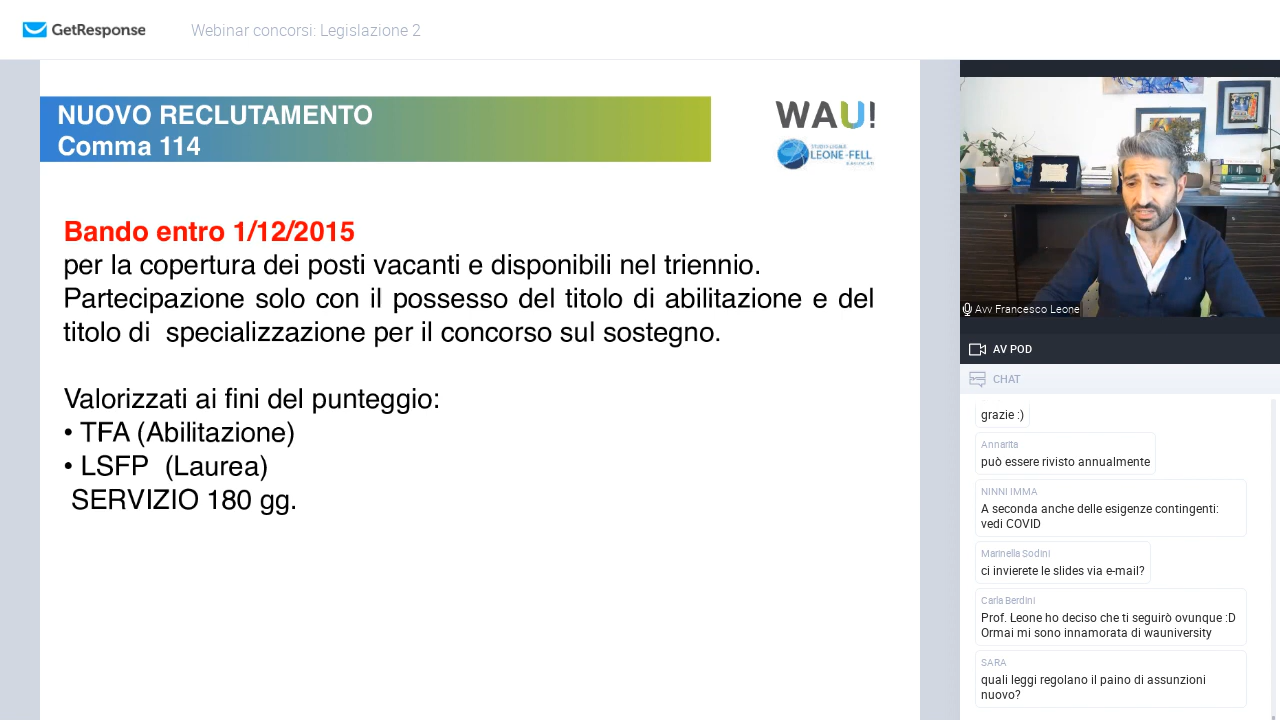 GetResponse
Webinar concorsi: Legislazione 2
NUOVO RECLUTAMENTO
Comma 114
WAU!
STUDIO LEGALE
LEONE-FELL
& ASSOCIATI
Bando entro 1/12/2015
per la copertura dei posti vacanti e disponibili nel triennio.
Partecipazione solo con il possesso del titolo di abilitazione e del
titolo di specializzazione per il concorso sul sostegno.
Valorizzati ai fini del punteggio:
• TFA (Abilitazione)
• LSFP (Laurea)
SERVIZIO 180 gg.
Avv Francesco Leone
AV POD
CHAT
grazie :)
Annarita
può essere rivisto annualmente
NINNI IMMA
A seconda anche delle esigenze contingenti:
vedi COVID
Marinella Sodini
ci invierete le slides via e-mail?
Carla Berdini
Prof. Leone ho deciso che ti seguirò ovunque :D
Ormai mi sono innamorata di wauniversity
SARA
quali leggi regolano il paino di assunzioni
nuovo?